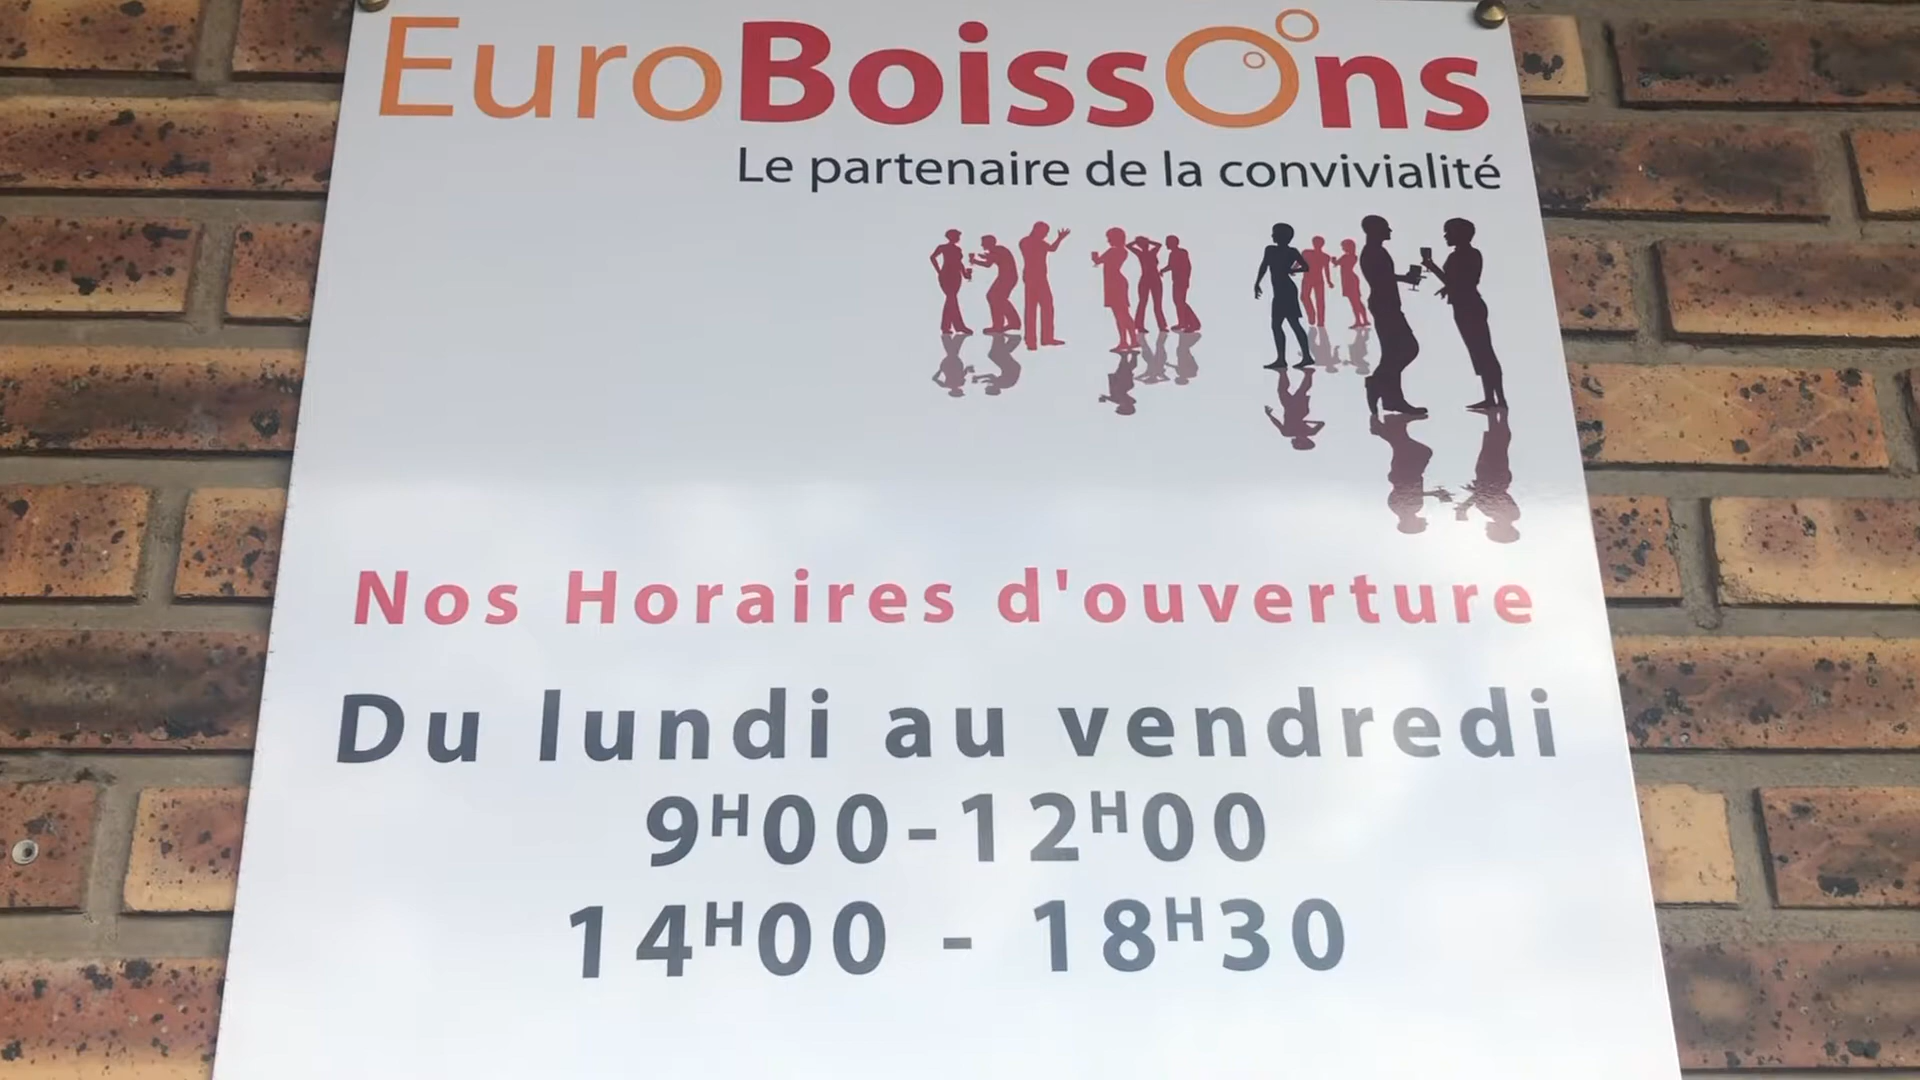 EuroBoissOns
Le partenaire de la convivialité
Nos Horaires d'ouverture
Du lundi au vendredi
9H00-12H00
14H00 - 18H30